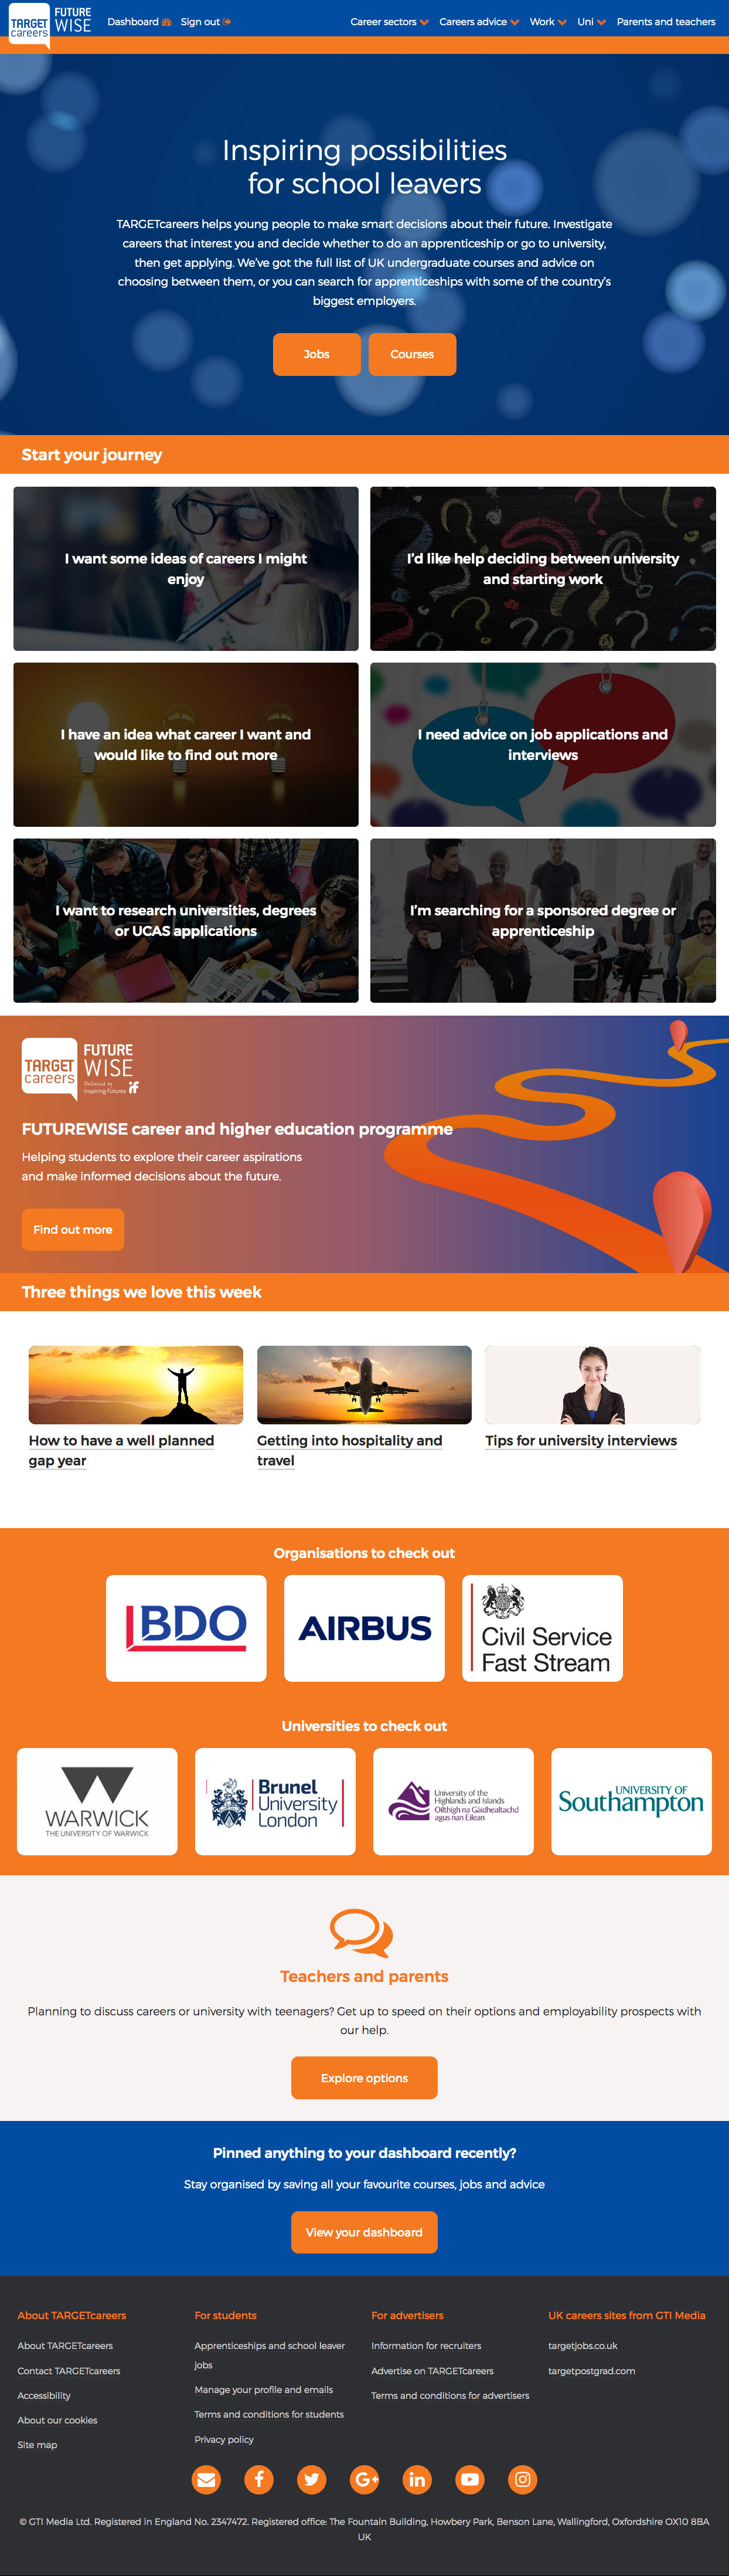 TARGET
careers
FUTURE
WISE
Dashboard
Sign out
Career sectors
Careers advice
Work
Uni
Parents and teachers
Inspiring possibilities
for school leavers
TARGETcareers helps young people to make smart decisions about their future. Investigate
careers that interest you and decide whether to do an apprenticeship or go to university,
then get applying. We've got the full list of UK undergraduate courses and advice on
choosing between them, or you can search for apprenticeships with some of the country's
biggest employers.
Jobs
Courses
Start your journey
I want some ideas of careers I might
enjoy
I'd like help deciding between university
and starting work
I have an idea what career I want and
would like to find out more
I need advice on job applications and
interviews
I want to research universities, degrees
or UCAS applications
I'm searching for a sponsored degree or
apprenticeship
TARGET
careers
FUTURE
WISE
Delivered by
Inspiring Futures
FUTUREWISE career and higher education programme
Helping students to explore their career aspirations
and make informed decisions about the future.
Find out more
Three things we love this week
How to have a well planned
gap year
Getting into hospitality and
travel
Tips for university interviews
Organisations to check out
BDO
AIRBUS
Civil Service
Fast Stream
Universities to check out
WARWICK
THE UNIVERSITY OF WARWICK
Brunel
University
London
University of the
Highlands and Islands
Oilthigh na Gàidhealtachd
agus nan Eilean
UNIVERSITY OF
Southampton
Teachers and parents
Planning to discuss careers or university with teenagers? Get up to speed on their options and employability prospects with
our help.
Explore options
Pinned anything to your dashboard recently?
Stay organised by saving all your favourite courses, jobs and advice
View your dashboard
About TARGETcareers
About TARGETcareers
Contact TARGETcareers
Accessibility
About our cookies
Site map
For students
Apprenticeships and school leaver
jobs
Manage your profile and emails
Terms and conditions for students
Privacy policy
For advertisers
Information for recruiters
Advertise on TARGETcareers
Terms and conditions for advertisers
UK careers sites from GTI Media
targetjobs.co.uk
targetpostgrad.com
© GTI Media Ltd. Registered in England No. 2347472. Registered office: The Fountain Building, Howbery Park, Benson Lane, Wallingford, Oxfordshire OX10 8BA
UK